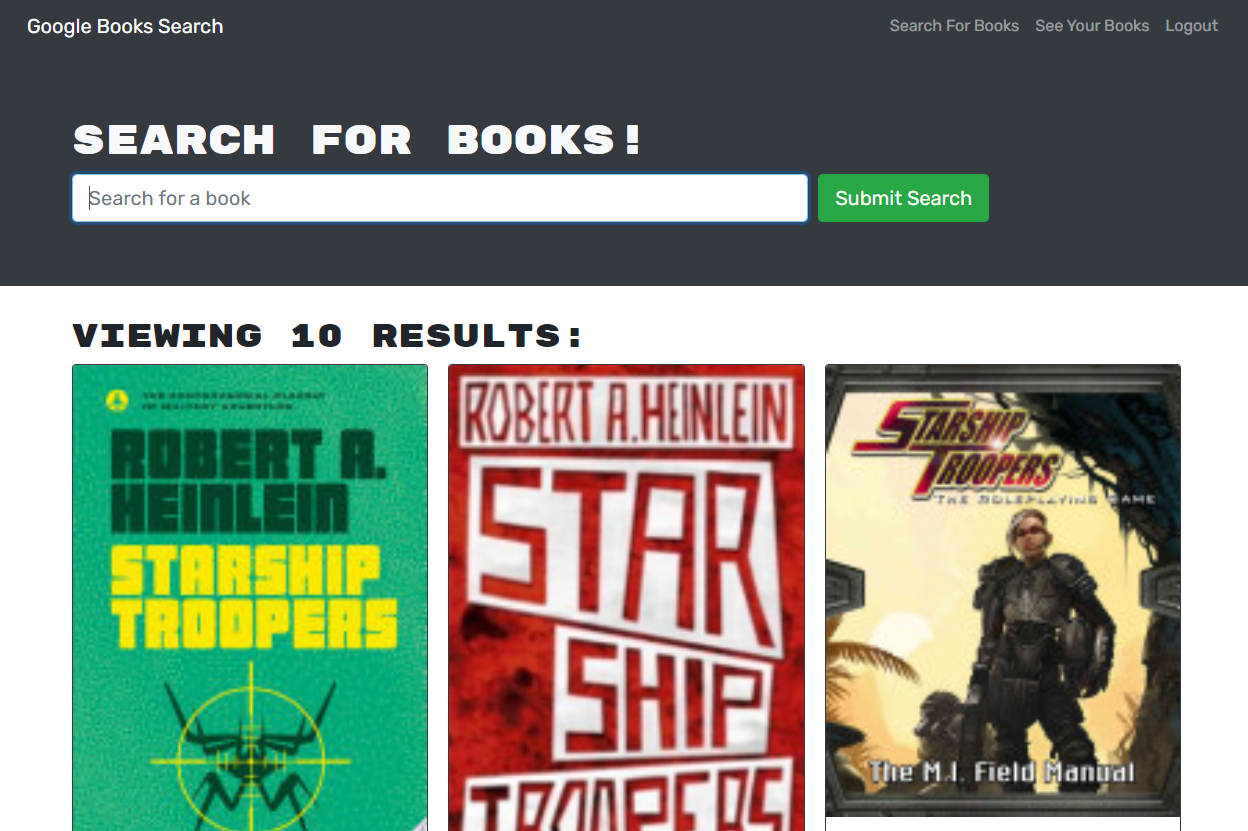 Google Books Search
Search For Books See Your Books Logout
SEARCH FOR BOOKS!
Search for a book
Submit Search
VIEWING 10 RESULTS:
THE CONTROVERSIAL CLASSIC
OF MILITARY ADVENTURE
ROBERT A.
HEINLEIN
STARSHIP
TROOPERS
ROBERT A. HEINLEIN
STAR
SHIP
TROOPERS
STARSHIP
TROOPERS
THE ROLEPLAYING GAME
The M.I. Field Manual